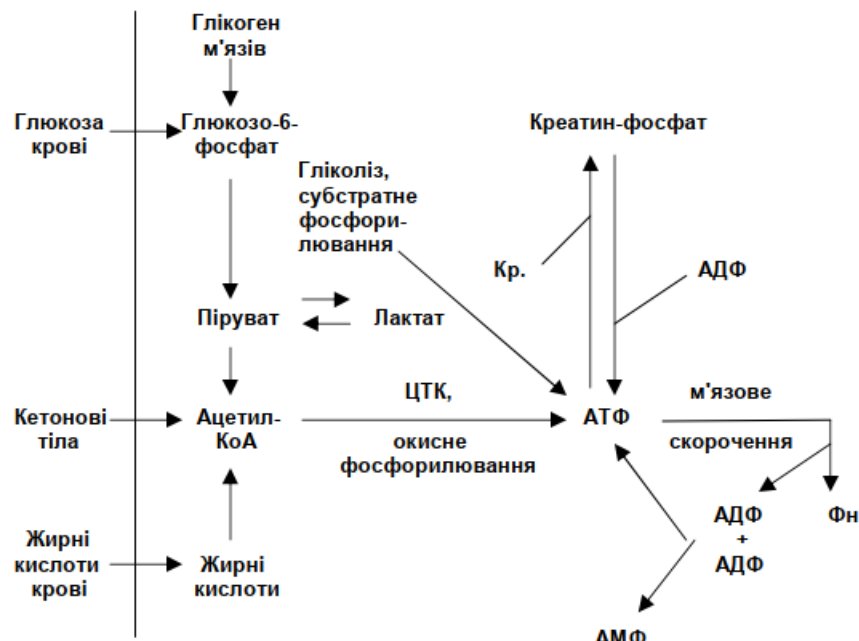 Глікоген
м'язів
Глюкоза
крові
Глюкозо-6-
фосфат
Креатин-фосфат
Гліколіз,
субстратне
фосфори-
лювання
Кр.
АДФ
Піруват
Лактат
Кетонові
тіла
Ацетил-
КоА
ЦТК,
окисне
фосфорилювання
АТФ
м'язове
скорочення
АДФ
+
АДФ
Фн
Жирні
кислоти
крові
Жирні
кислоти
АМФ